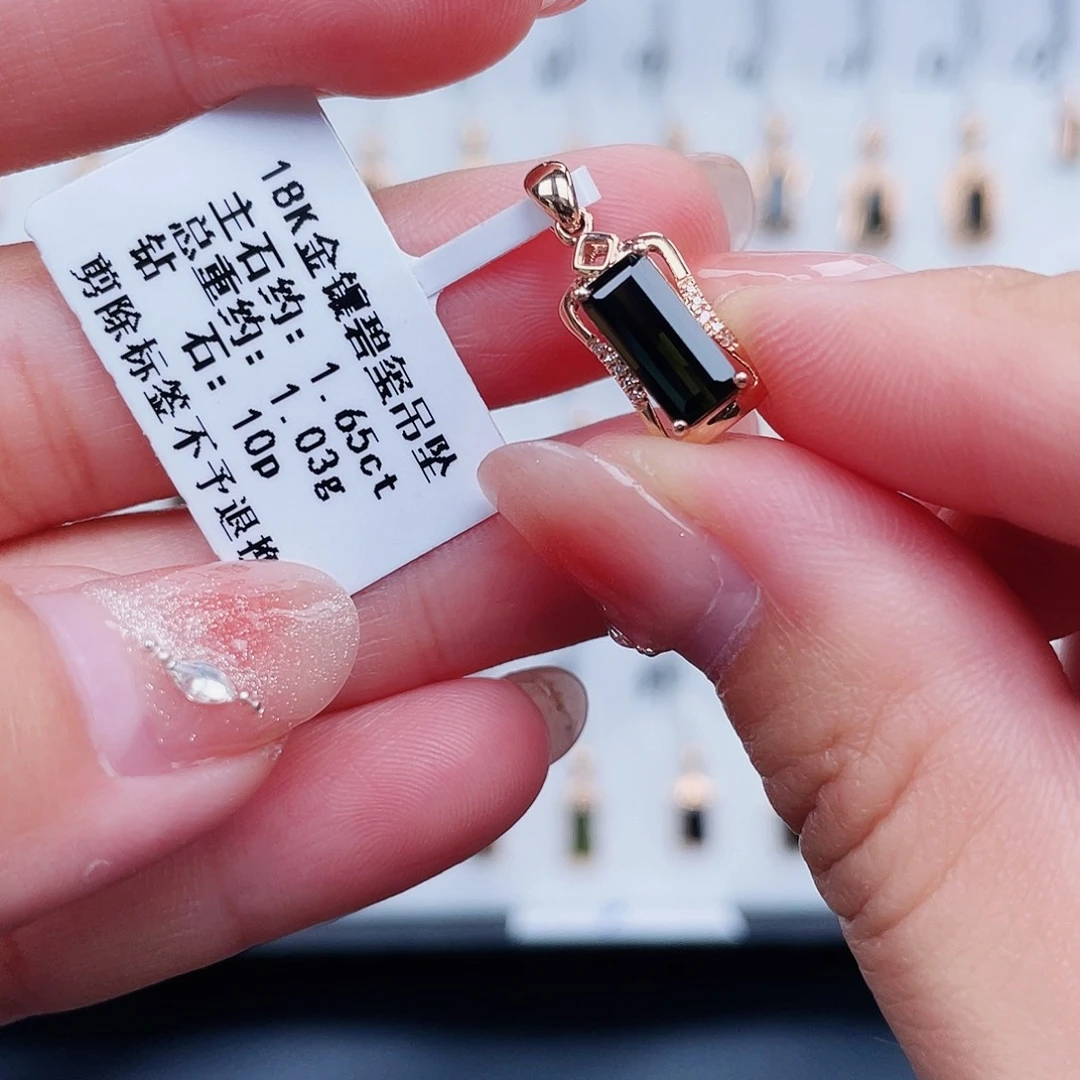 18K金镶碧玺吊坠
主石约: 1.65ct
总重约: 1.03g
钻 石: 10p
剪除标签不予退换